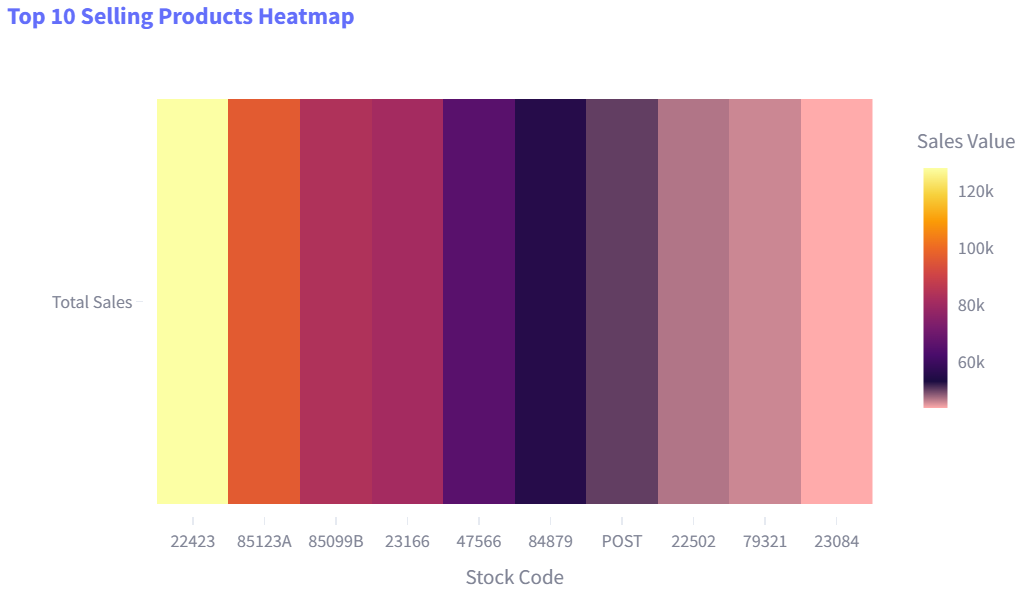 Top 10 Selling Products Heatmap
Sales Value
120k
100k
80k
60k
Total Sales
22423 85123A 85099B 23166 47566 84879 POST 22502 79321 23084
Stock Code